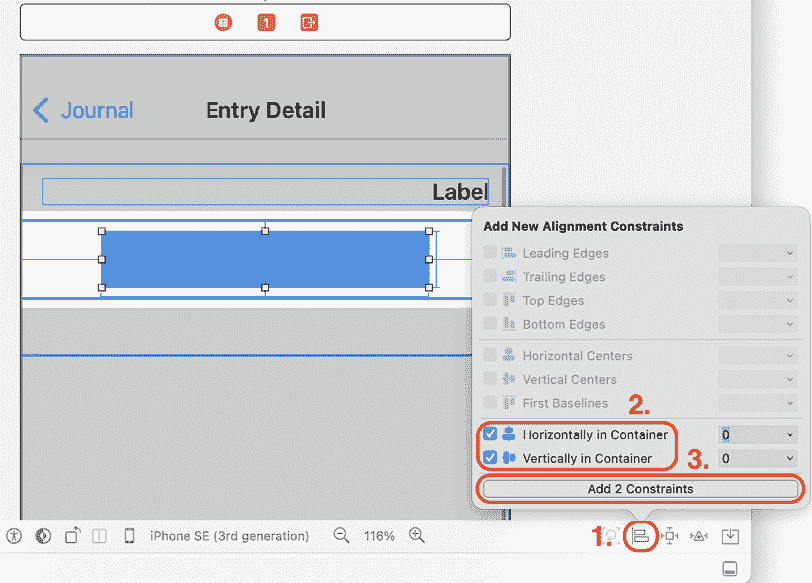 1
Journal
Entry Detail
Label
Add New Alignment Constraints
Leading Edges
Trailing Edges
Top Edges
Bottom Edges
Horizontal Centers
Vertical Centers
First Baselines
2.
Horizontally in Container 0
Vertically in Container 0
3.
Add 2 Constraints
iPhone SE (3rd generation) 116%
1.